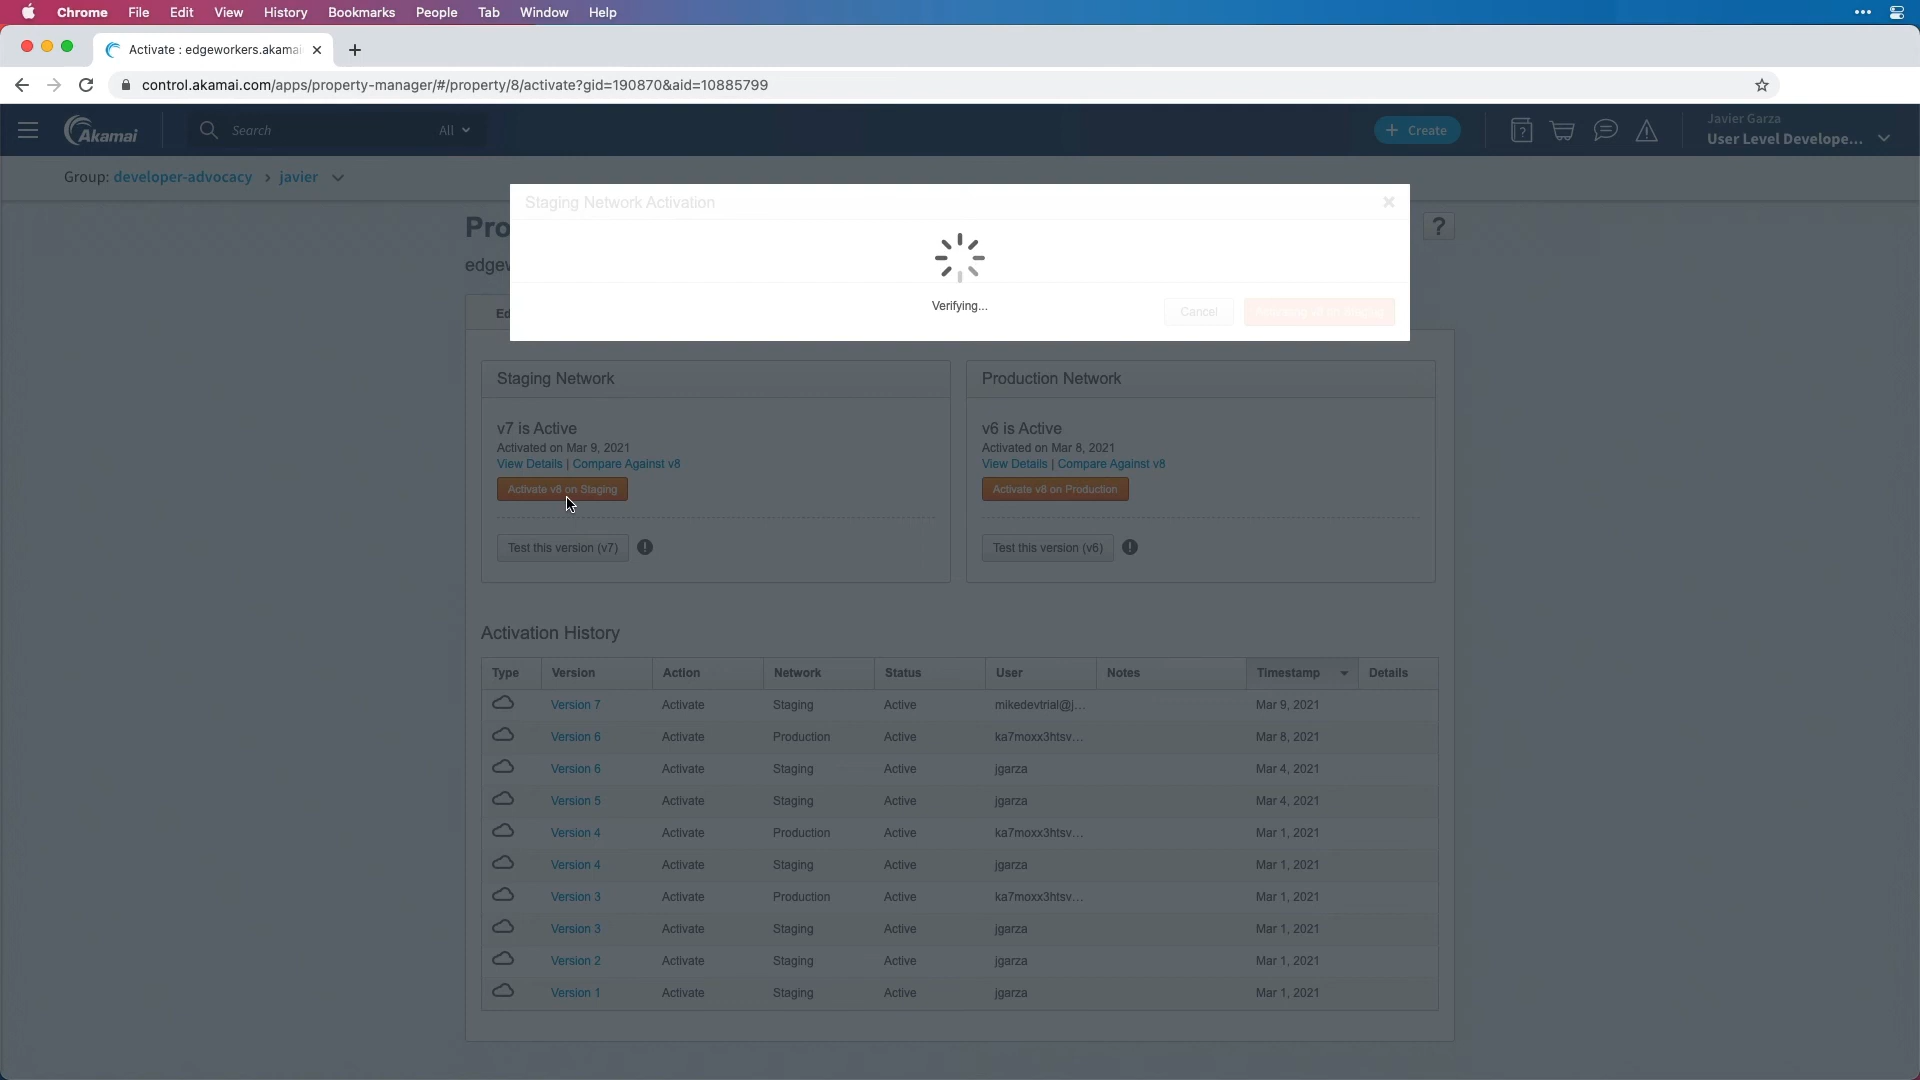 Chrome File Edit View History Bookmarks People Tab Window Help
Activate : edgeworkers.akamai
control.akamai.com/apps/property-manager/#/property/8/activate?gid=190870&aid=10885799
Akamai
Search
All
+ Create
Javier Garza
User Level Develope...
Group: developer-advocacy > javier
Staging Network Activation
Pro
?
edgew
Ed
Verifying...
Cancel
Staging Network
v7 is Active
Activated on Mar 9, 2021
View Details | Compare Against v8
Activate v8 on Staging
Test this version (v7)
Production Network
v6 is Active
Activated on Mar 8, 2021
View Details | Compare Against v8
Activate v8 on Production
Test this version (v6)
Activation History
Type Version Action Network Status User Notes Timestamp Details
Version 7 Activate Staging Active mikedevtrial@j... Mar 9, 2021
Version 6 Activate Production Active ka7moxx3htsv... Mar 8, 2021
Version 6 Activate Staging Active jgarza Mar 4, 2021
Version 5 Activate Staging Active jgarza Mar 4, 2021
Version 4 Activate Production Active ka7moxx3htsv... Mar 1, 2021
Version 4 Activate Staging Active jgarza Mar 1, 2021
Version 3 Activate Production Active ka7moxx3htsv... Mar 1, 2021
Version 3 Activate Staging Active jgarza Mar 1, 2021
Version 2 Activate Staging Active jgarza Mar 1, 2021
Version 1 Activate Staging Active jgarza Mar 1, 2021